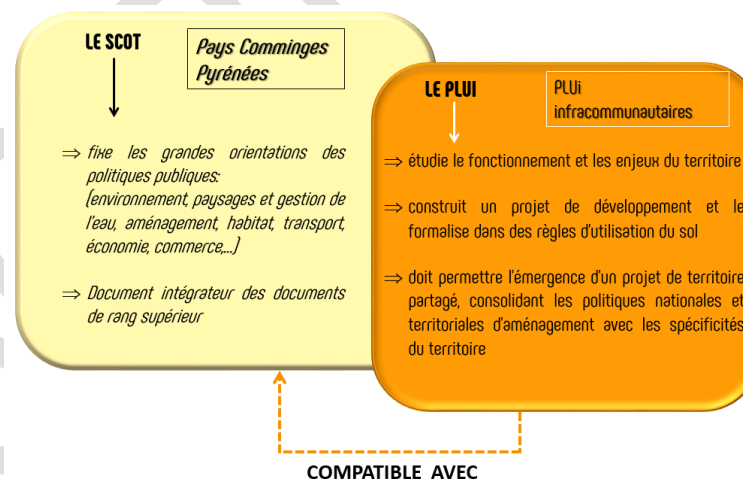 LE SCOT
Pays Comminges
Pyrénées
⇒ fixe les grandes orientations des
politiques publiques:
(environnement, paysages et gestion de
l'eau, aménagement, habitat, transport,
économie, commerce,...)
⇒ Document intégrateur des documents
de rang supérieur
LE PLUI
PLUi
infracommunautaires
⇒ étudie le fonctionnement et les enjeux du territoire
⇒ construit un projet de développement et le
formalise dans des règles d'utilisation du sol
⇒ doit permettre l'émergence d'un projet de territoire
partagé, consolidant les politiques nationales et
territoriales d'aménagement avec les spécificités
du territoire
COMPATIBLE AVEC